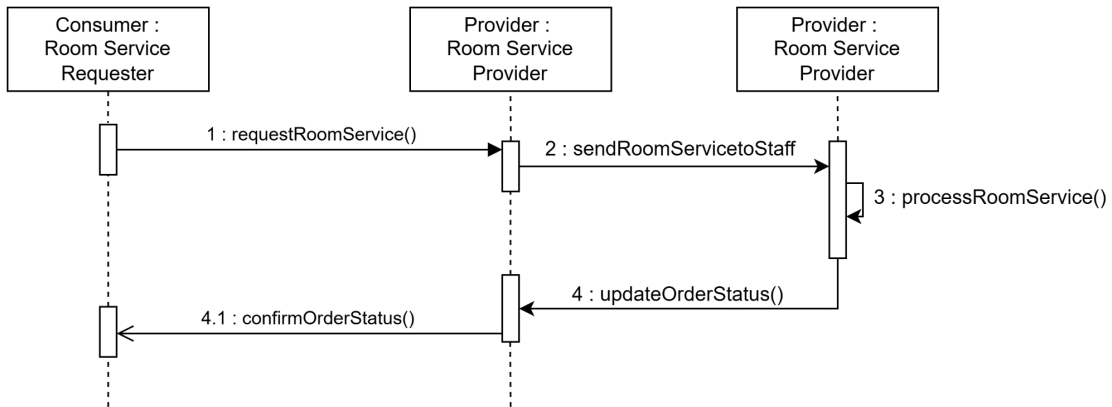 Consumer :
Room Service
Requester
Provider :
Room Service
Provider
Provider :
Room Service
Provider
1 : requestRoomService()
2 : sendRoomServicetoStaff
3 : processRoomService()
4 : updateOrderStatus()
4.1 : confirmOrderStatus()